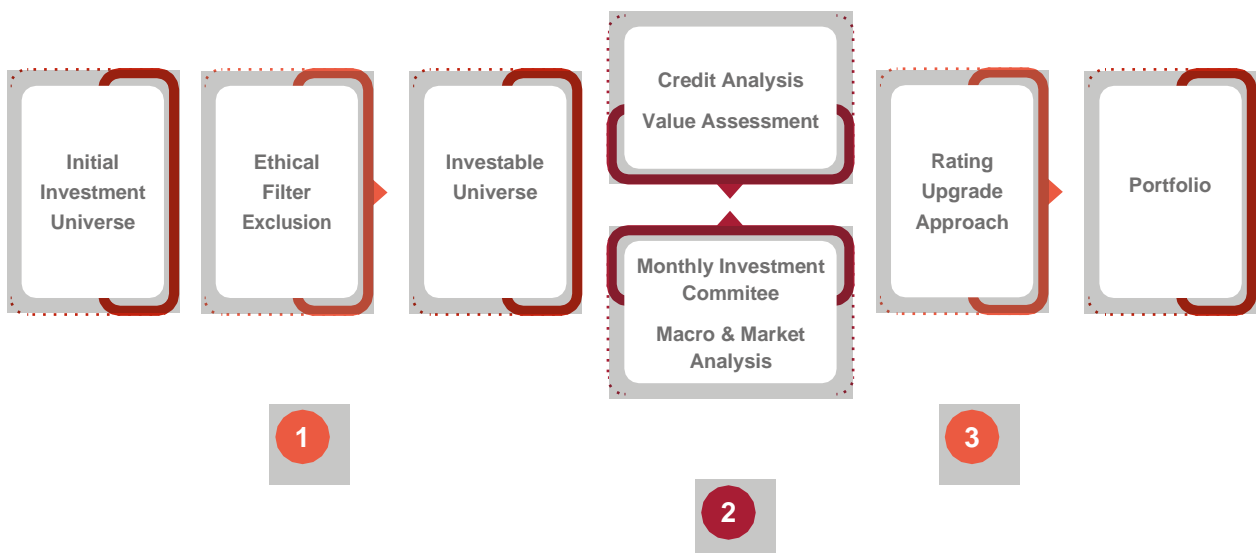 Initial
Investment
Universe
Ethical
Filter
Exclusion
Investable
Universe
Credit Analysis
Value Assessment
Monthly Investment
Commitee
Macro & Market
Analysis
Rating
Upgrade
Approach
Portfolio
1
2
3